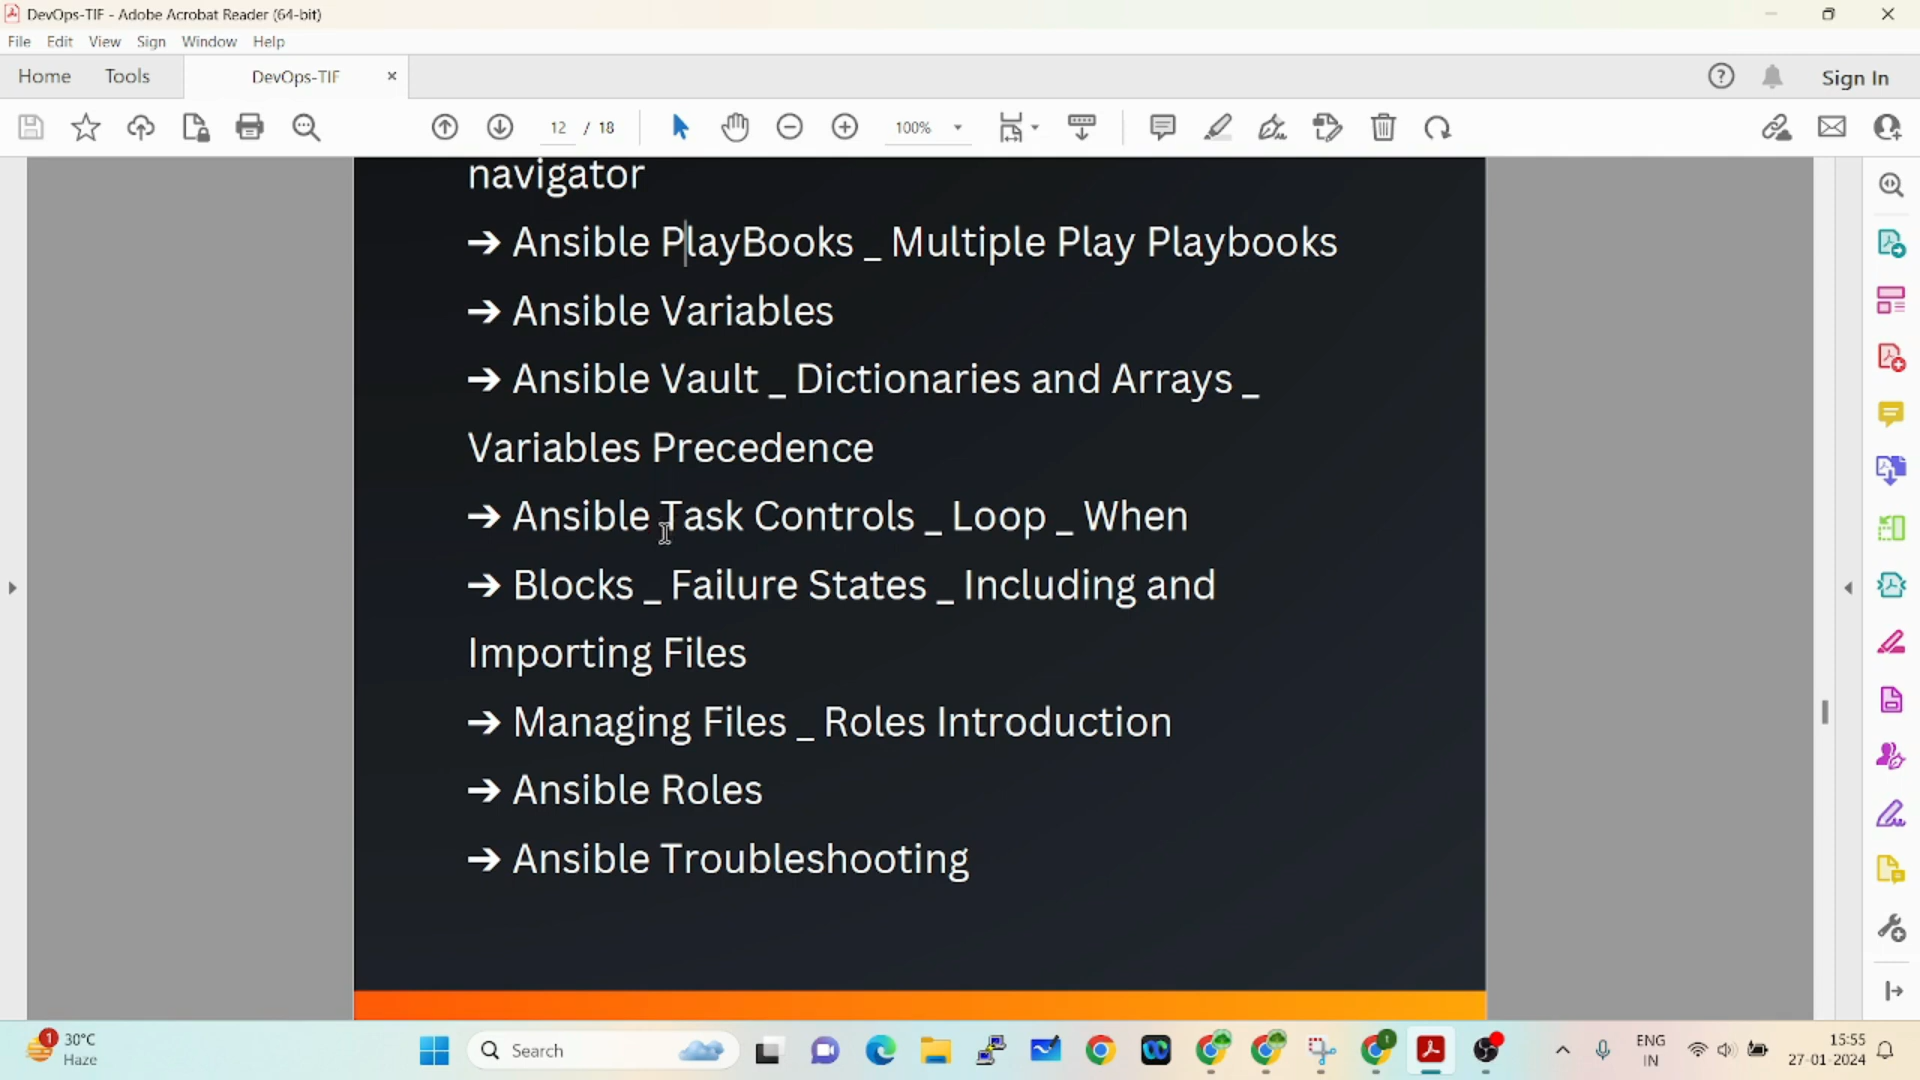 DevOps-TIF - Adobe Acrobat Reader (64-bit)
File Edit View Sign Window Help
Home Tools DevOps-TIF Sign In
12 / 18 100%
navigator
➔ Ansible PlayBooks _ Multiple Play Playbooks
➔ Ansible Variables
➔ Ansible Vault _ Dictionaries and Arrays _
Variables Precedence
➔ Ansible Task Controls _ Loop _ When
➔ Blocks _ Failure States _ Including and
Importing Files
➔ Managing Files _ Roles Introduction
➔ Ansible Roles
➔ Ansible Troubleshooting
1 30°C
Haze
Search
1
ENG
IN
15:55
27-01-2024